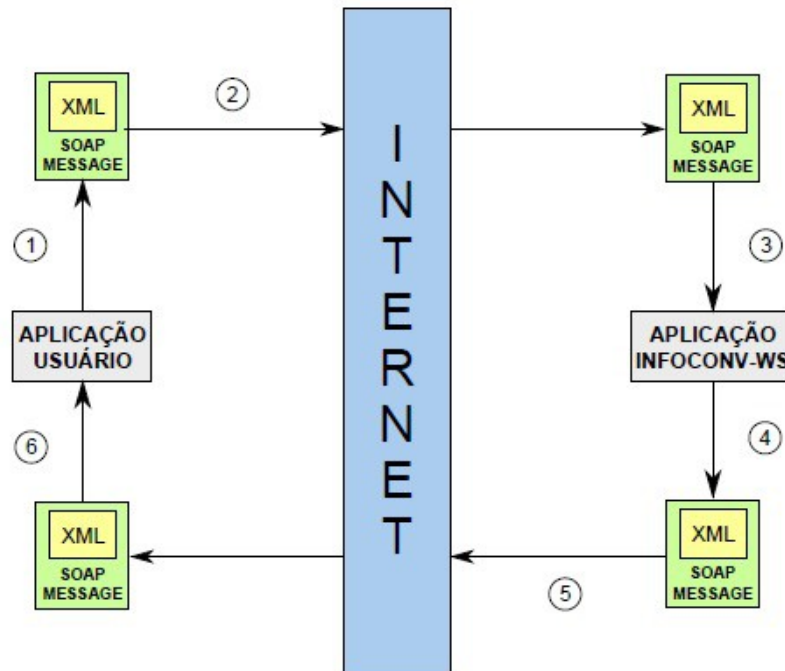 XML
SOAP
MESSAGE
2
I
N
T
E
R
N
E
T
XML
SOAP
MESSAGE
1
3
APLICAÇÃO
USUÁRIO
APLICAÇÃO
INFOCONV-WS
6
4
XML
SOAP
MESSAGE
XML
SOAP
MESSAGE
5